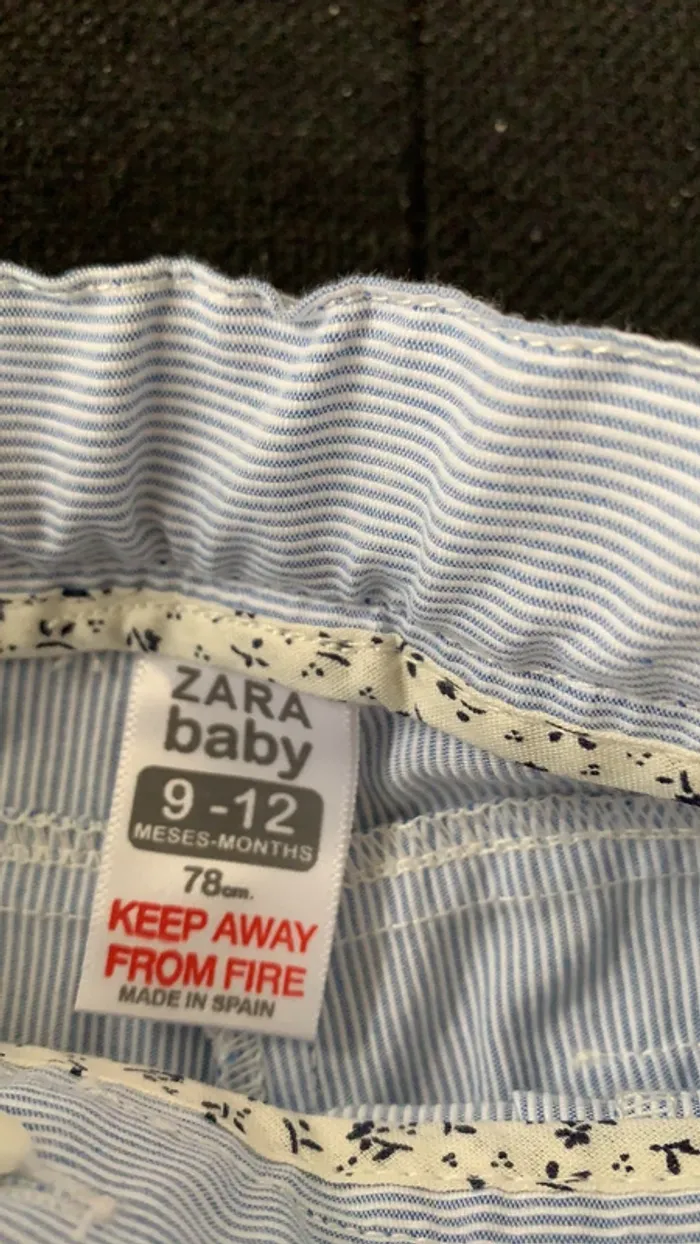 ZARA
baby
9 -12
MESES-MONTHS
78cm.
KEEP AWAY
FROM FIRE
MADE IN SPAIN